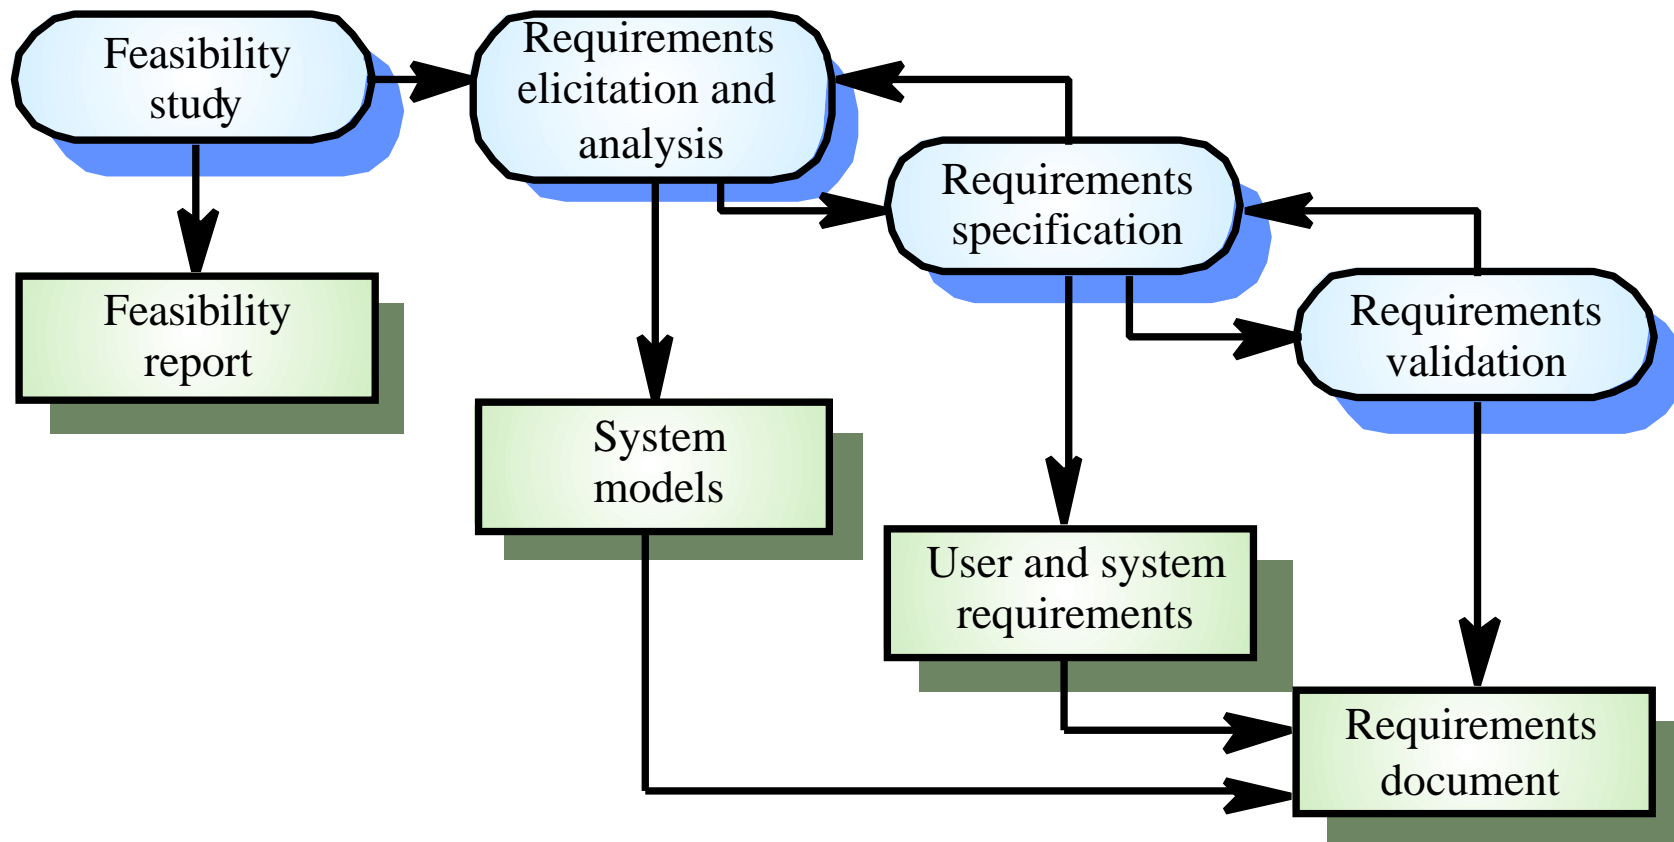 Feasibility
study
Requirements
elicitation and
analysis
Requirements
specification
Requirements
validation
Feasibility
report
System
models
User and system
requirements
Requirements
document